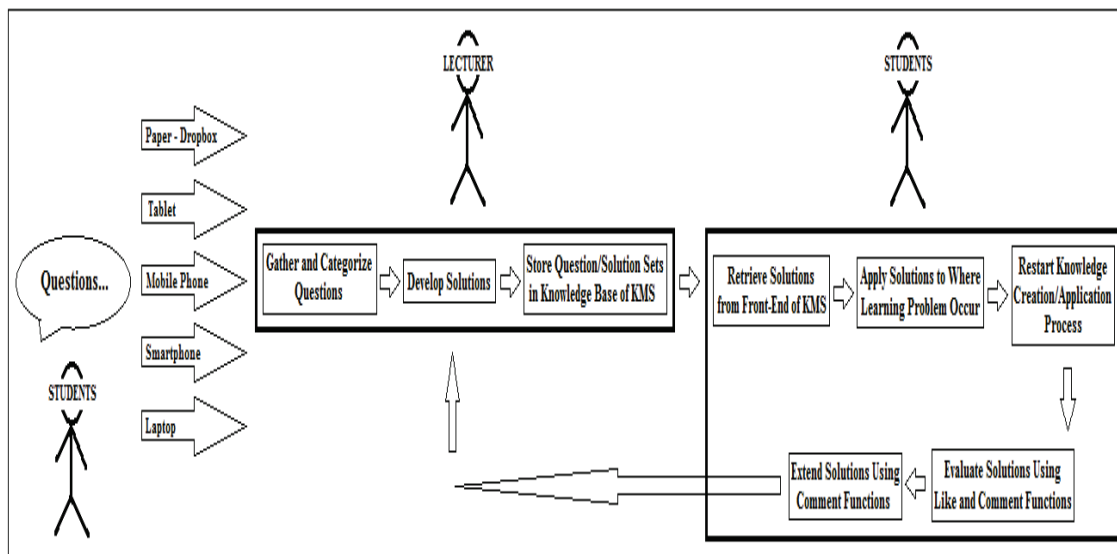 LECTURER
STUDENTS
Paper - Dropbox
Tablet
Questions...
Mobile Phone
Smartphone
STUDENTS
Laptop
Gather and Categorize
Questions
Develop Solutions
Store Question/Solution Sets
in Knowledge Base of KMS
Retrieve Solutions
from Front-End of KMS
Apply Solutions to Where
Learning Problem Occur
Restart Knowledge
Creation/Application
Process
Evaluate Solutions Using
Like and Comment Functions
Extend Solutions Using
Comment Functions